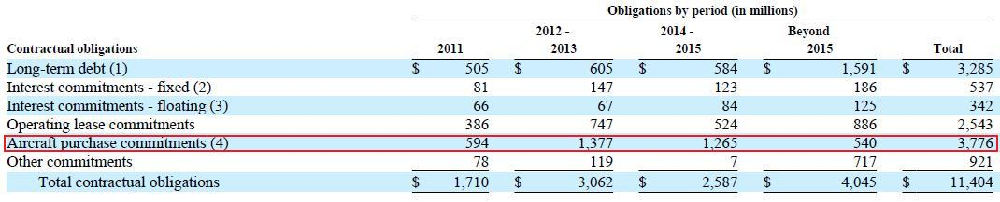 Obligations by period (in millions)
2012 - 2014 - Beyond
Contractual obligations 2011 2013 2015 2015 Total
Long-term debt (1) $ 505 $ 605 $ 584 $ 1,591 $ 3,285
Interest commitments - fixed (2) 81 147 123 186 537
Interest commitments - floating (3) 66 67 84 125 342
Operating lease commitments 386 747 524 886 2,543
Aircraft purchase commitments (4) 594 1,377 1,265 540 3,776
Other commitments 78 119 7 717 921
Total contractual obligations $ 1,710 $ 3,062 $ 2,587 $ 4,045 $ 11,404